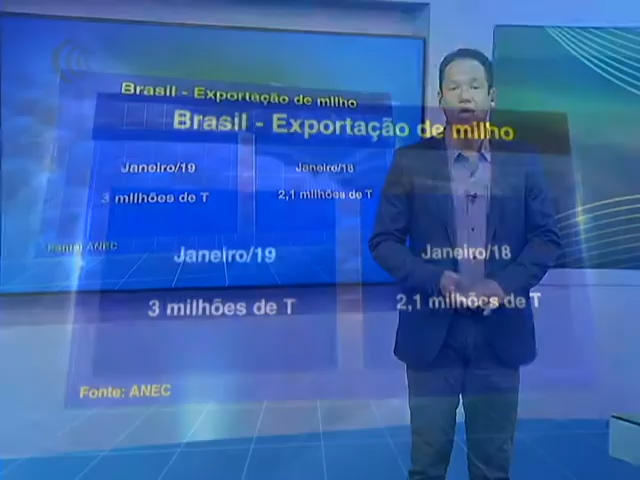 Brasil - Exportação de milho
Janeiro/19 Janeiro/18
3 milhões de T 2,1 milhões de T
Fonte: ANEC
Brasil - Exportação de milho
Janeiro/19 Janeiro/18
3 milhões de T 2,1 milhões de T
Fonte: ANEC